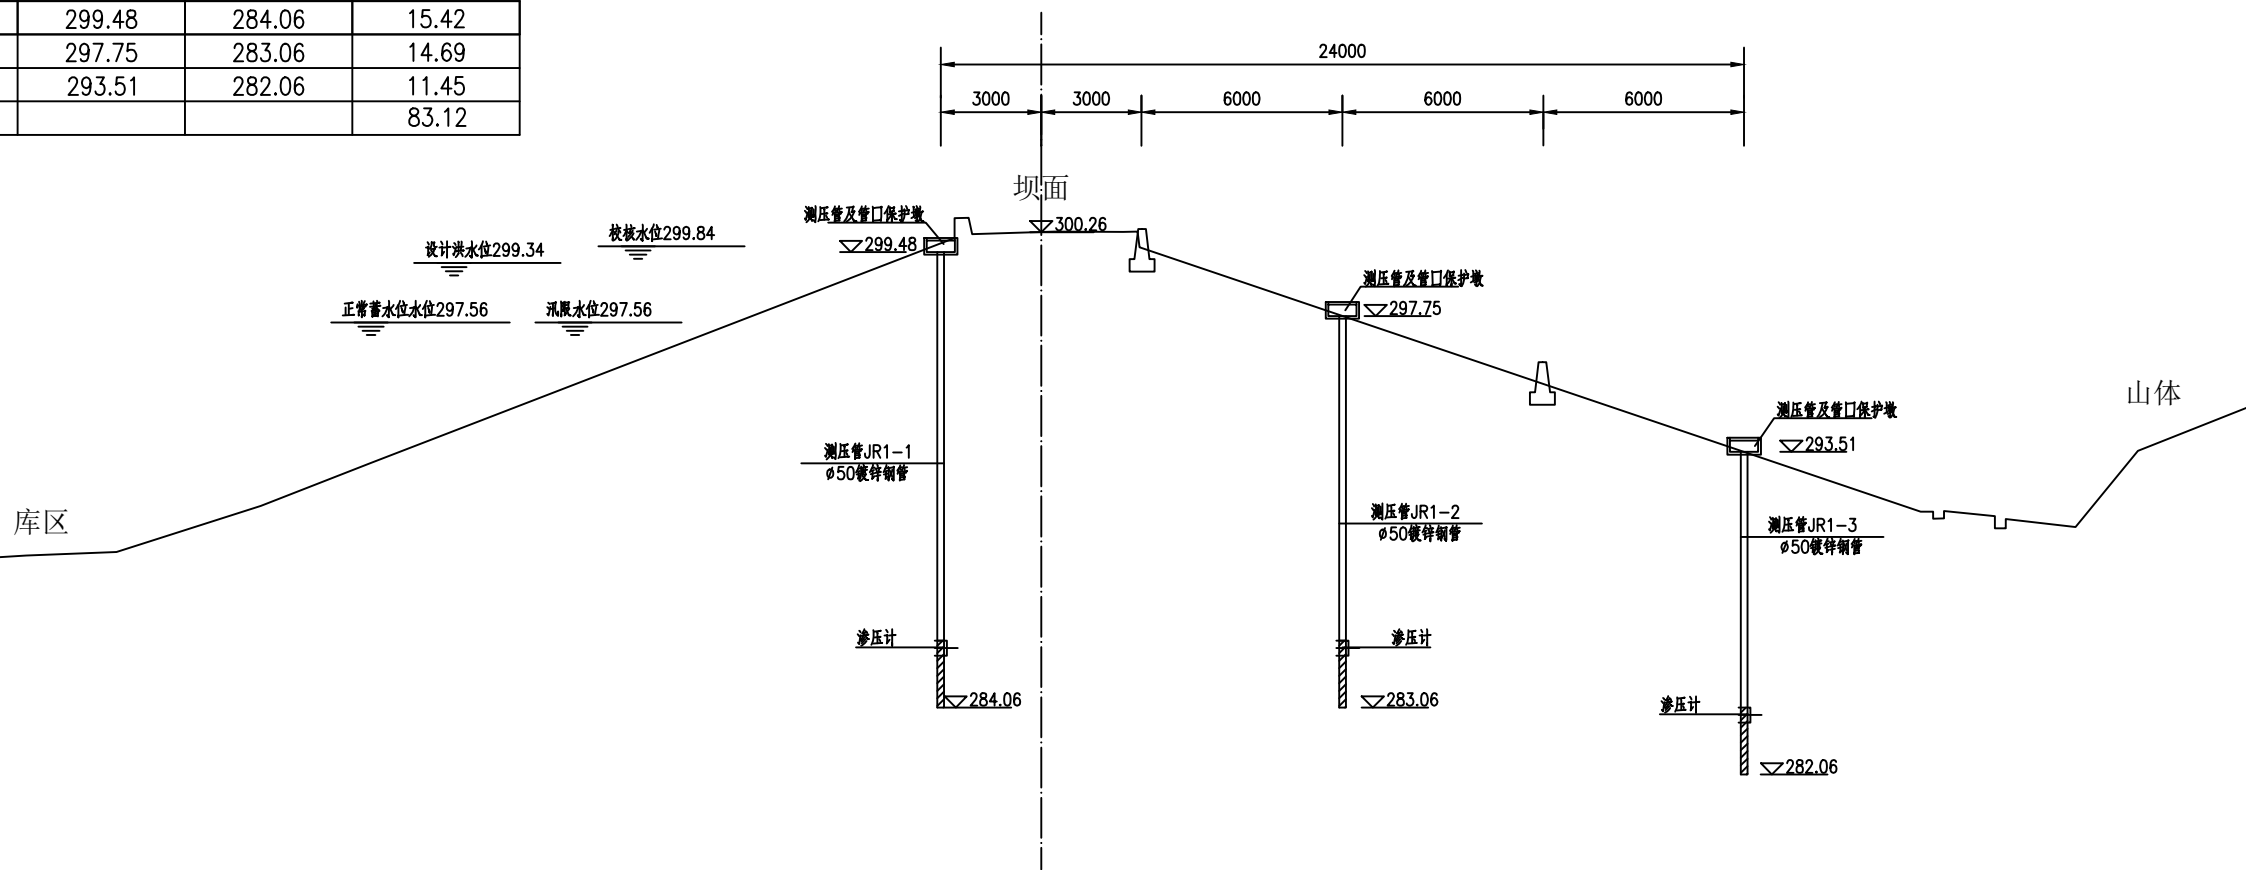 299.48 284.06 15.42
297.75 283.06 14.69
293.51 282.06 11.45
83.12
24000
3000 3000 6000 6000 6000
坝面
测压管及管口保护墩
300.26
校核水位299.84
299.48
设计洪水位299.34
测压管及管口保护墩
297.75
正常蓄水位水位297.56
汛限水位297.56
山体
测压管及管口保护墩
293.51
测压管JR1-1
ø50镀锌钢管
库区
测压管JR1-2
ø50镀锌钢管
测压管JR1-3
ø50镀锌钢管
渗压计
渗压计
284.06
283.06
渗压计
282.06